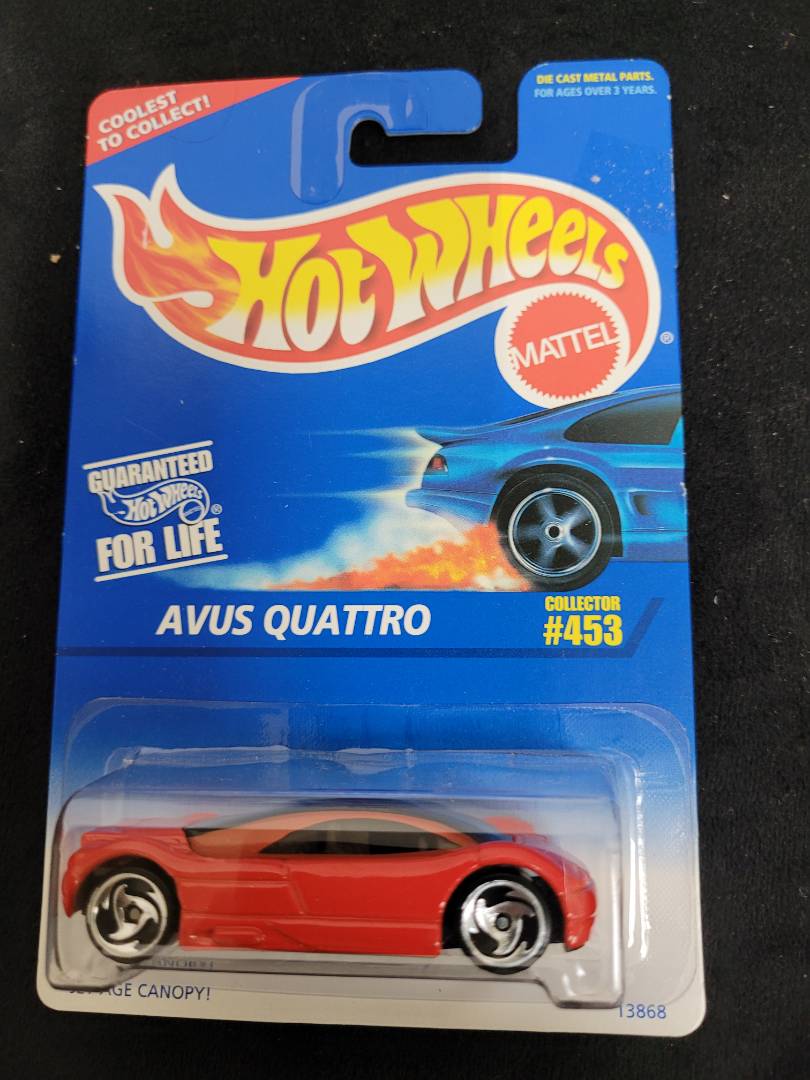 COOLEST
TO COLLECT!
DIE CAST METAL PARTS.
FOR AGES OVER 3 YEARS.
Hot Wheels
MATTEL
®
GUARANTEED
Hot Wheels
®
FOR LIFE
AVUS QUATTRO
COLLECTOR
#453
AGE CANOPY!
13868